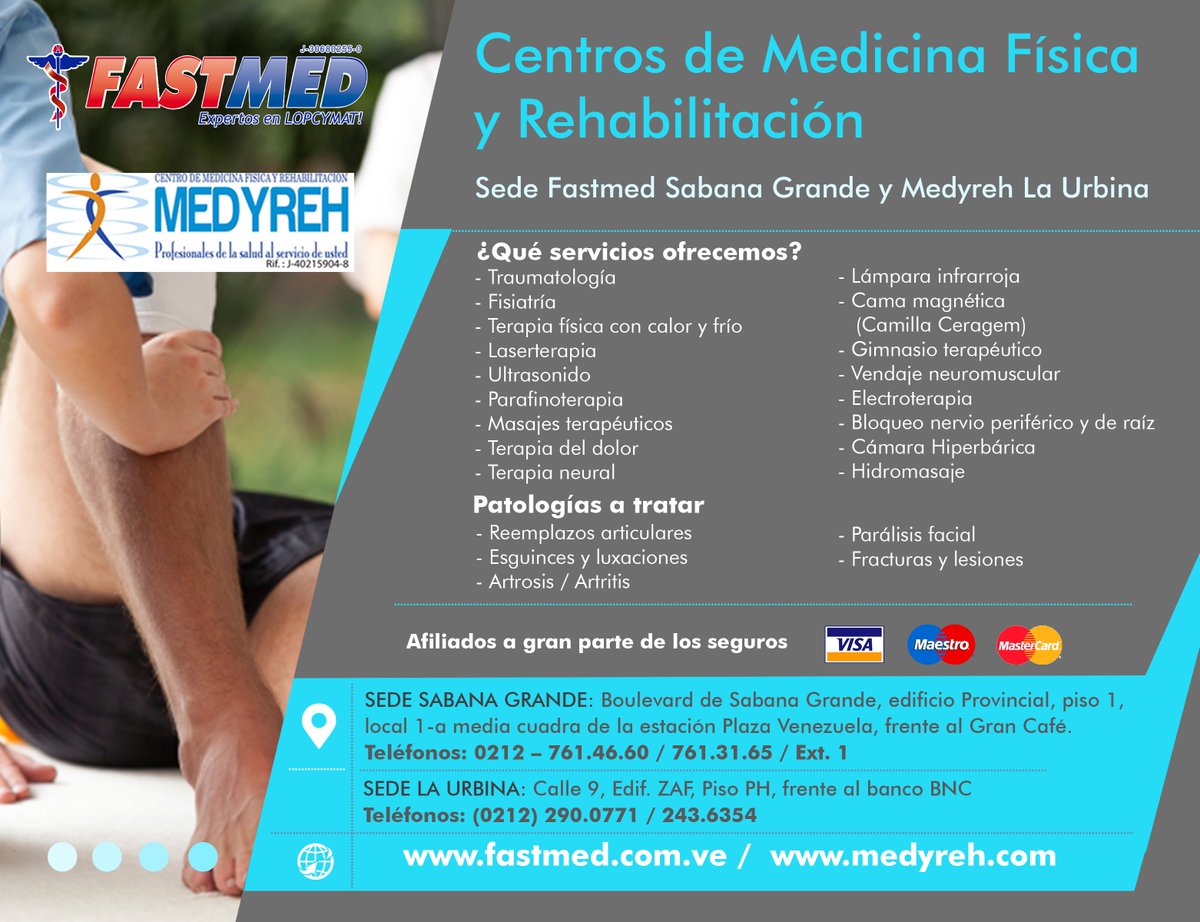 J-30680255-0
FASTMED
Expertos en LOPCYMAT!
CENTRO DE MEDICINA FÍSICA Y REHABILITACIÓN
MEDYREH
Profesionales de la salud al servicio de usted
Rif. : J-40215904-8
Centros de Medicina Física
y Rehabilitación
Sede Fastmed Sabana Grande y Medyreh La Urbina
¿Qué servicios ofrecemos?
- Traumatología
- Fisiatría
- Terapia física con calor y frío
- Laserterapia
- Ultrasonido
- Parafinoterapia
- Masajes terapéuticos
- Terapia del dolor
- Terapia neural
- Lámpara infrarroja
- Cama magnética
(Camilla Ceragem)
- Gimnasio terapéutico
- Vendaje neuromuscular
- Electroterapia
- Bloqueo nervio periférico y de raíz
- Cámara Hiperbárica
- Hidromasaje
Patologías a tratar
- Reemplazos articulares
- Esguinces y luxaciones
- Artrosis / Artritis
- Parálisis facial
- Fracturas y lesiones
Afiliados a gran parte de los seguros
VISA
Maestro
MasterCard
SEDE SABANA GRANDE: Boulevard de Sabana Grande, edificio Provincial, piso 1,
local 1-a media cuadra de la estación Plaza Venezuela, frente al Gran Café.
Teléfonos: 0212 – 761.46.60 / 761.31.65 / Ext. 1
SEDE LA URBINA: Calle 9, Edif. ZAF, Piso PH, frente al banco BNC
Teléfonos: (0212) 290.0771 / 243.6354
www.fastmed.com.ve / www.medyreh.com